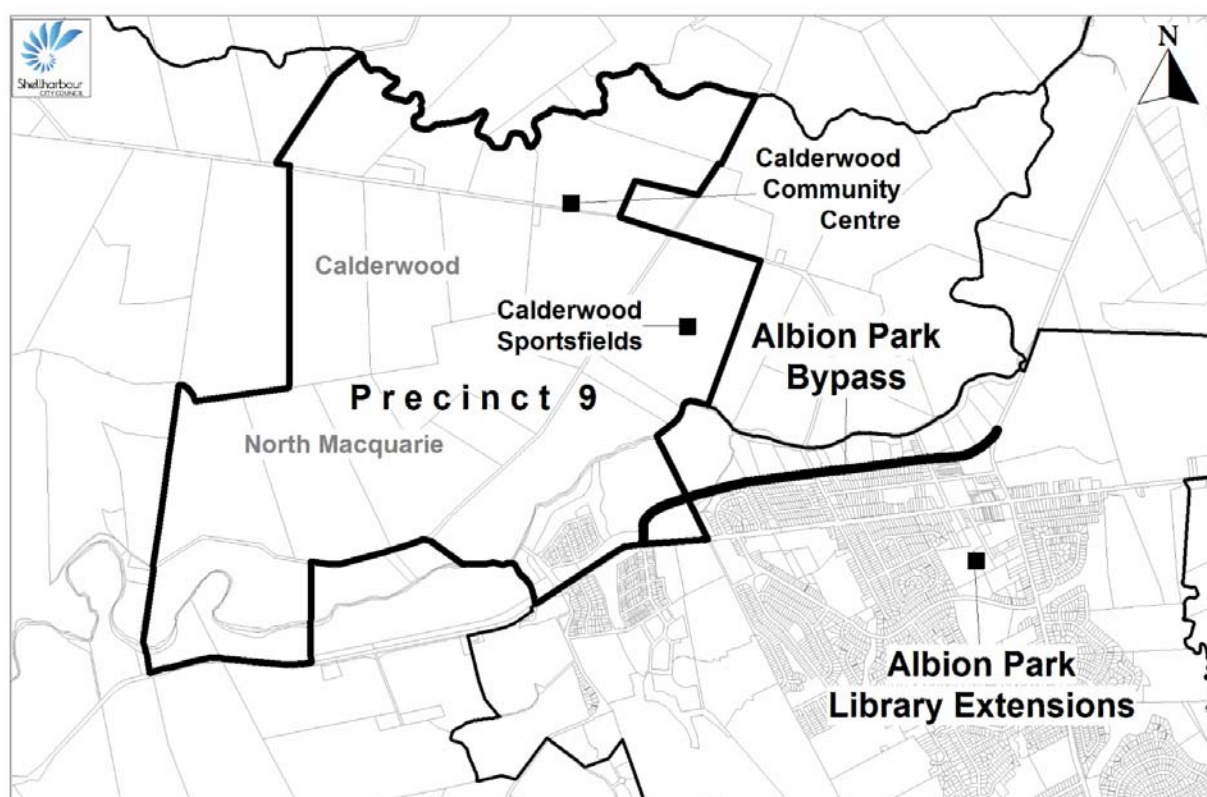 Shellharbour
CITY COUNCIL
N
Calderwood
Community
Centre
Calderwood
Calderwood
Sportsfields
Albion Park
Bypass
Precinct 9
North Macquarie
Albion Park
Library Extensions